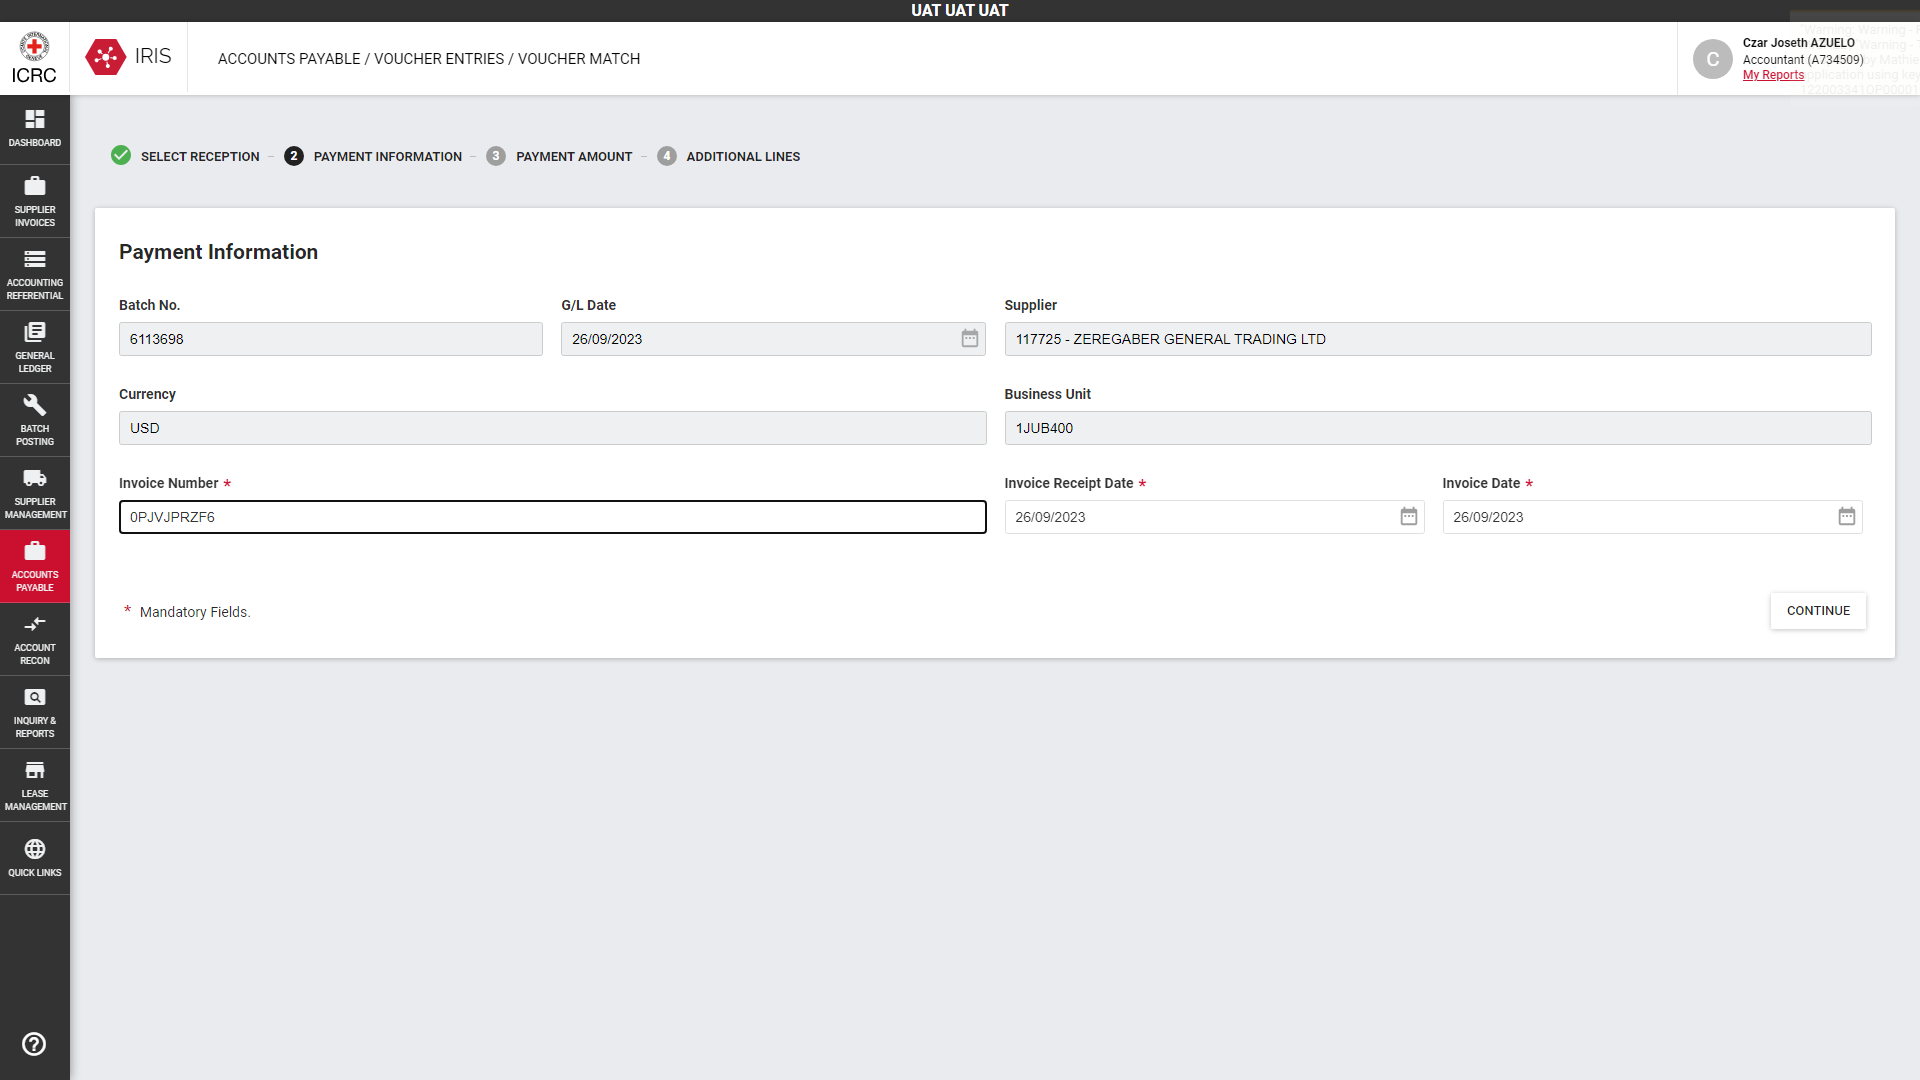 UAT UAT UAT
ICRC
IRIS
ACCOUNTS PAYABLE / VOUCHER ENTRIES / VOUCHER MATCH
C
Czar Joseth AZUELO
Accountant (A734509)
My Reports
DASHBOARD
SUPPLIER
INVOICES
ACCOUNTING
REFERENTIAL
GENERAL
LEDGER
BATCH
POSTING
SUPPLIER
MANAGEMENT
ACCOUNTS
PAYABLE
ACCOUNT
RECON
INQUIRY &
REPORTS
LEASE
MANAGEMENT
QUICK LINKS
SELECT RECEPTION – 2 PAYMENT INFORMATION – 3 PAYMENT AMOUNT – 4 ADDITIONAL LINES
Payment Information
Batch No. G/L Date Supplier
6113698 26/09/2023 117725 - ZEREGABER GENERAL TRADING LTD
Currency Business Unit
USD 1JUB400
Invoice Number * Invoice Receipt Date * Invoice Date *
0PJVJPRZF6 26/09/2023 26/09/2023
* Mandatory Fields.
CONTINUE